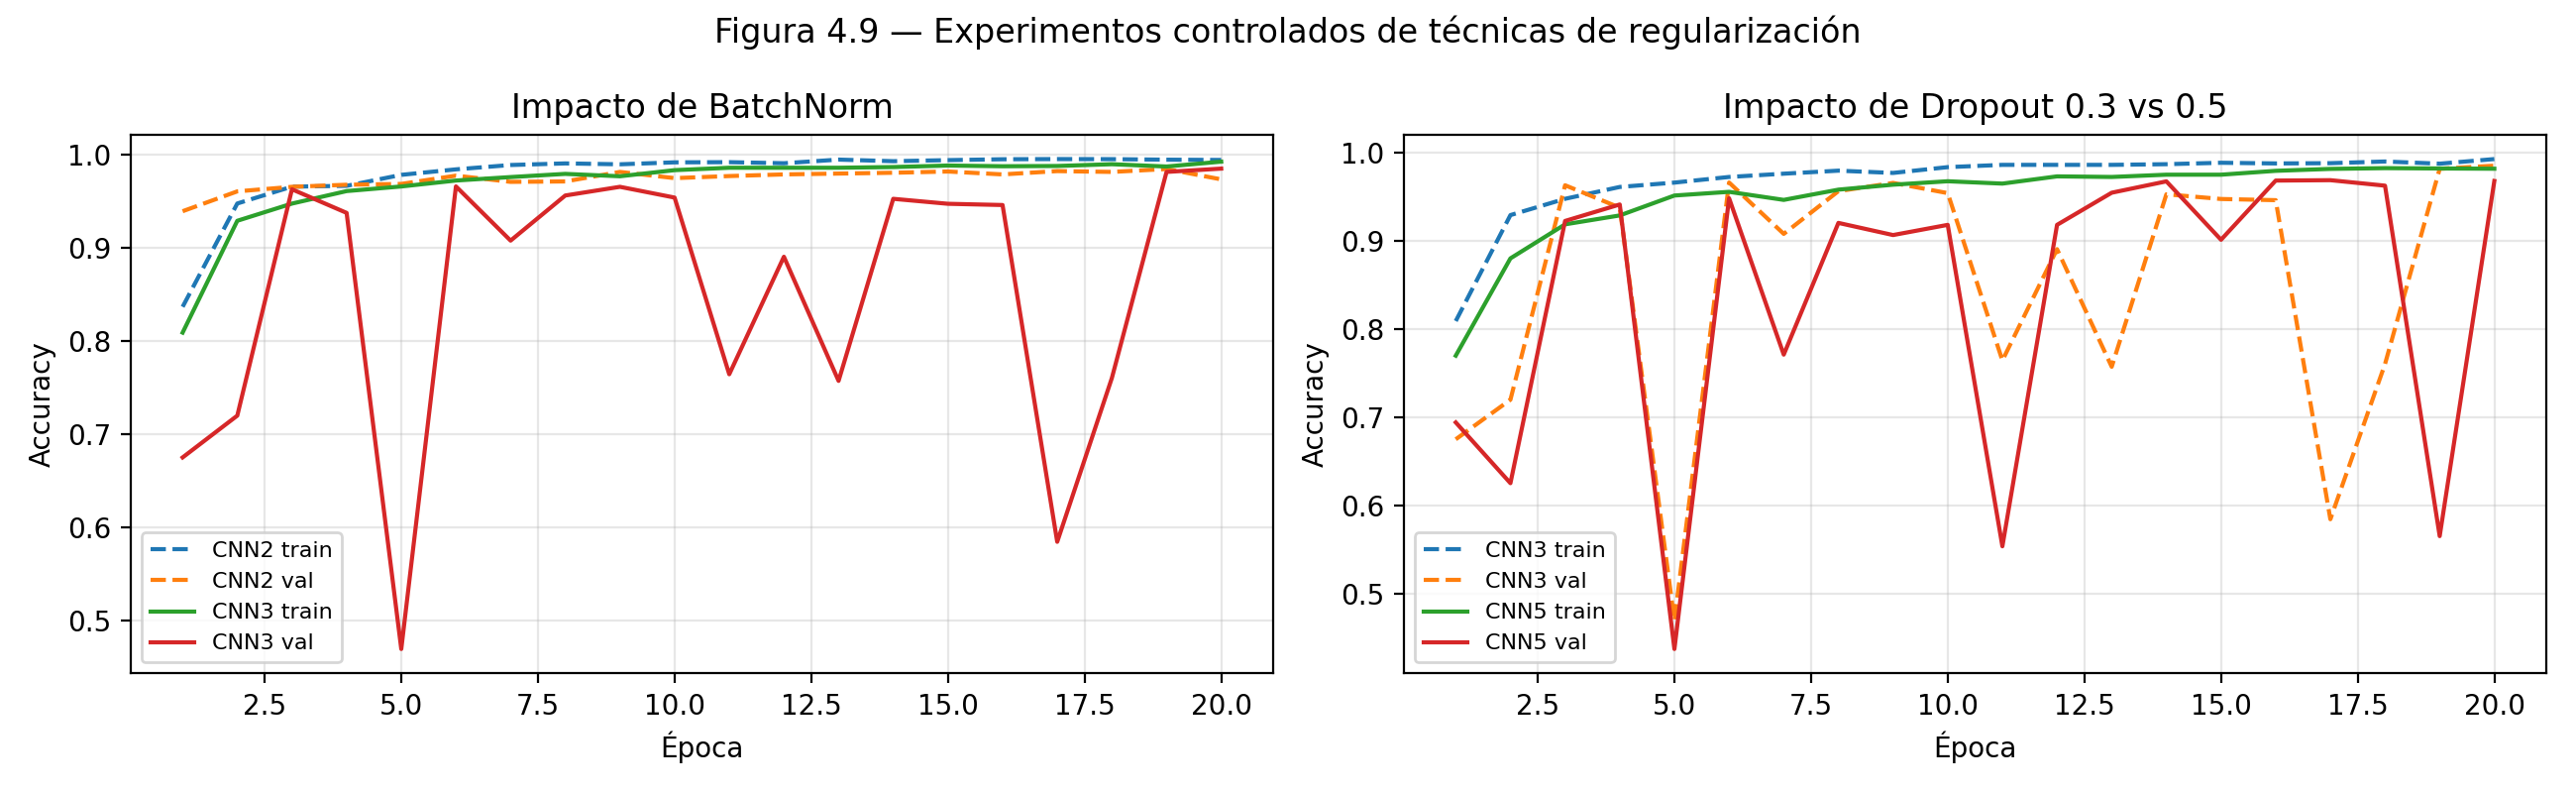 Figura 4.9 — Experimentos controlados de técnicas de regularización
Impacto de BatchNorm
Accuracy
1.0
0.9
0.8
0.7
0.6
0.5
CNN2 train
CNN2 val
CNN3 train
CNN3 val
2.5 5.0 7.5 10.0 12.5 15.0 17.5 20.0
Época
Impacto de Dropout 0.3 vs 0.5
Accuracy
1.0
0.9
0.8
0.7
0.6
0.5
CNN3 train
CNN3 val
CNN5 train
CNN5 val
2.5 5.0 7.5 10.0 12.5 15.0 17.5 20.0
Época